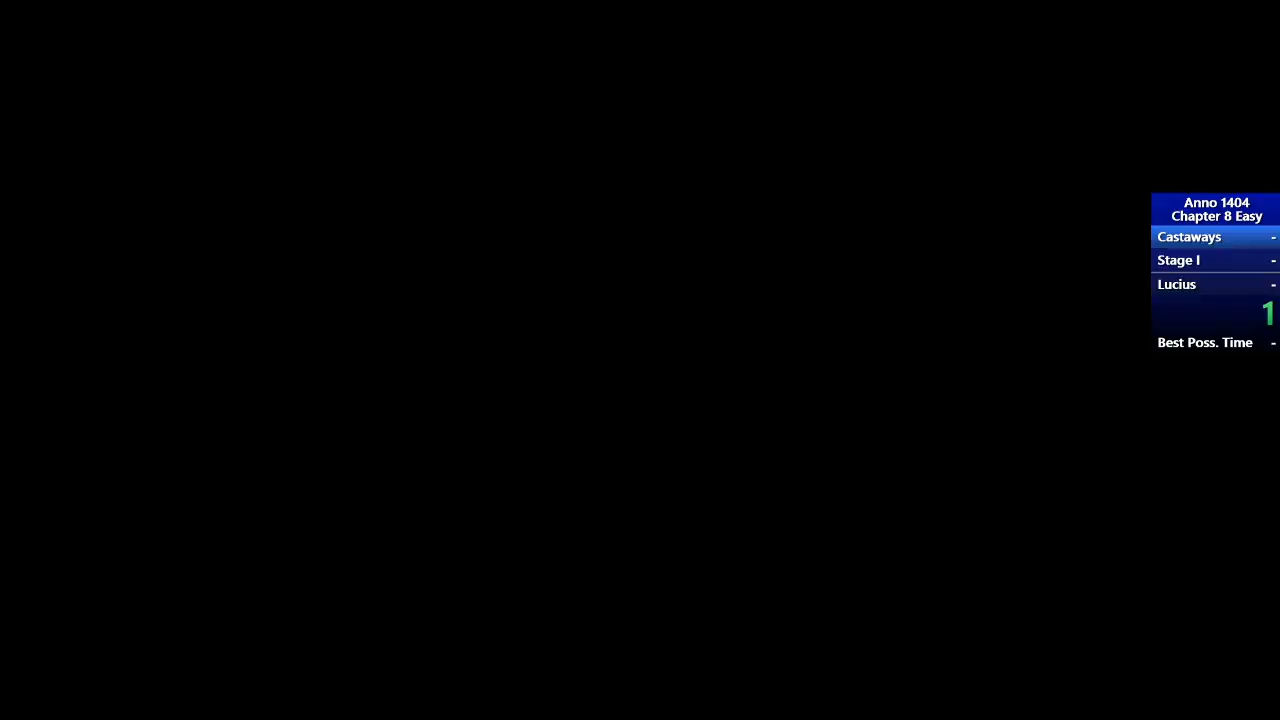 Anno 1404
Chapter 8 Easy
Castaways -
Stage I -
Lucius -
1
Best Poss. Time -